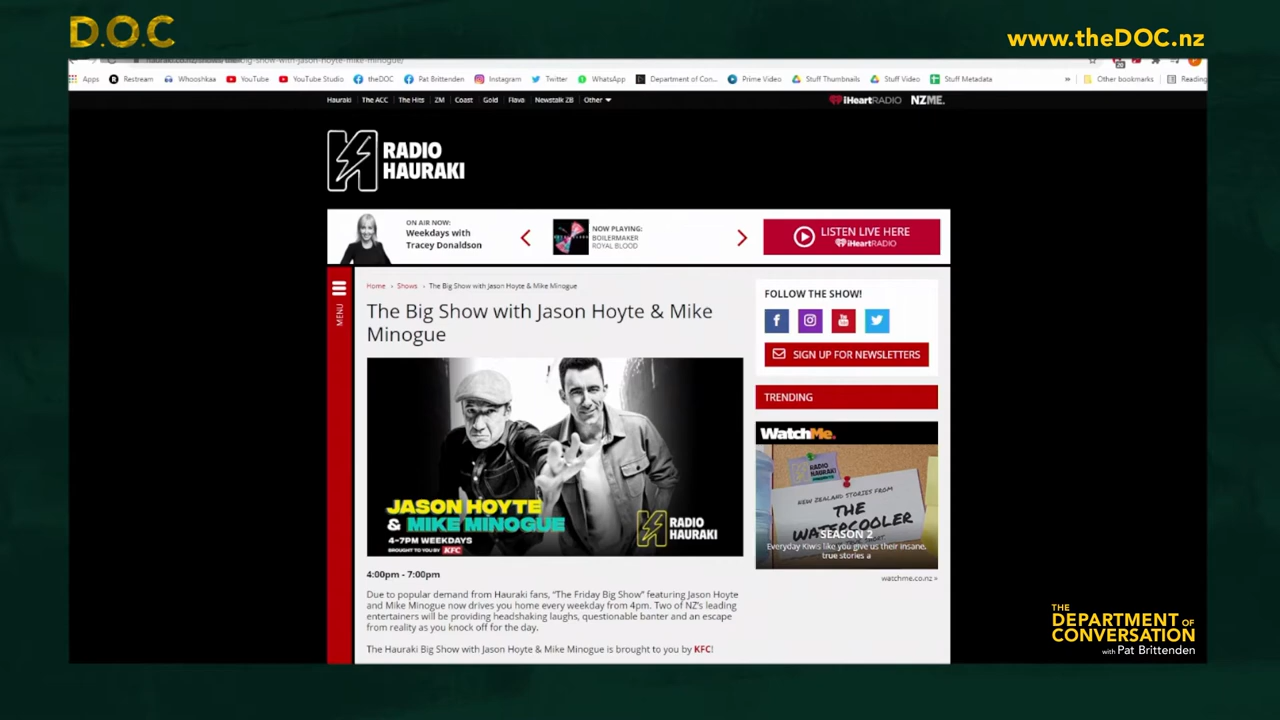 D.O.C
www.theDOC.nz
Apps Restream Whooshkaa YouTube YouTube Studio theDOC Pat Brittenden Instagram Twitter WhatsApp Department of Con... Prime Video Stuff Thumbnails Stuff Video Stuff Metadata » Other bookmarks Reading
Hauraki The ACC The Hits ZM Coast Gold Flava Newstalk ZB Other
iHeartRADIO NZME.
RADIO
HAURAKI
ON AIR NOW:
Weekdays with
Tracey Donaldson
NOW PLAYING:
BOILERMAKER
ROYAL BLOOD
LISTEN LIVE HERE
iHeartRADIO
MENU
Home › Shows › The Big Show with Jason Hoyte & Mike Minogue
The Big Show with Jason Hoyte & Mike
Minogue
JASON HOYTE
& MIKE MINOGUE
4-7PM WEEKDAYS
BROUGHT TO YOU BY KFC
RADIO
HAURAKI
4:00pm - 7:00pm
Due to popular demand from Hauraki fans, “The Friday Big Show” featuring Jason Hoyte
and Mike Minogue now drives you home every weekday from 4pm. Two of NZ’s leading
entertainers will be providing headshaking laughs, questionable banter and an escape
from reality as you knock off for the day.
The Hauraki Big Show with Jason Hoyte & Mike Minogue is brought to you by KFC!
FOLLOW THE SHOW!
SIGN UP FOR NEWSLETTERS
TRENDING
WatchMe.
RADIO
HAURAKI
NEW ZEALAND STORIES FROM
THE
WATERCOOLER
SEASON 2
Everyday Kiwis like you give us their insane,
true stories a
watchme.co.nz »
THE
DEPARTMENT OF
CONVERSATION
with Pat Brittenden